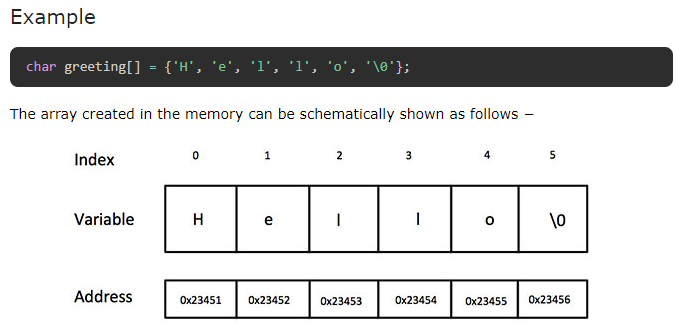 Example
char greeting[] = {'H', 'e', 'l', 'l', 'o', '\0'};
The array created in the memory can be schematically shown as follows −
Index 0 1 2 3 4 5
Variable H e l l o \0
Address 0x23451 0x23452 0x23453 0x23454 0x23455 0x23456